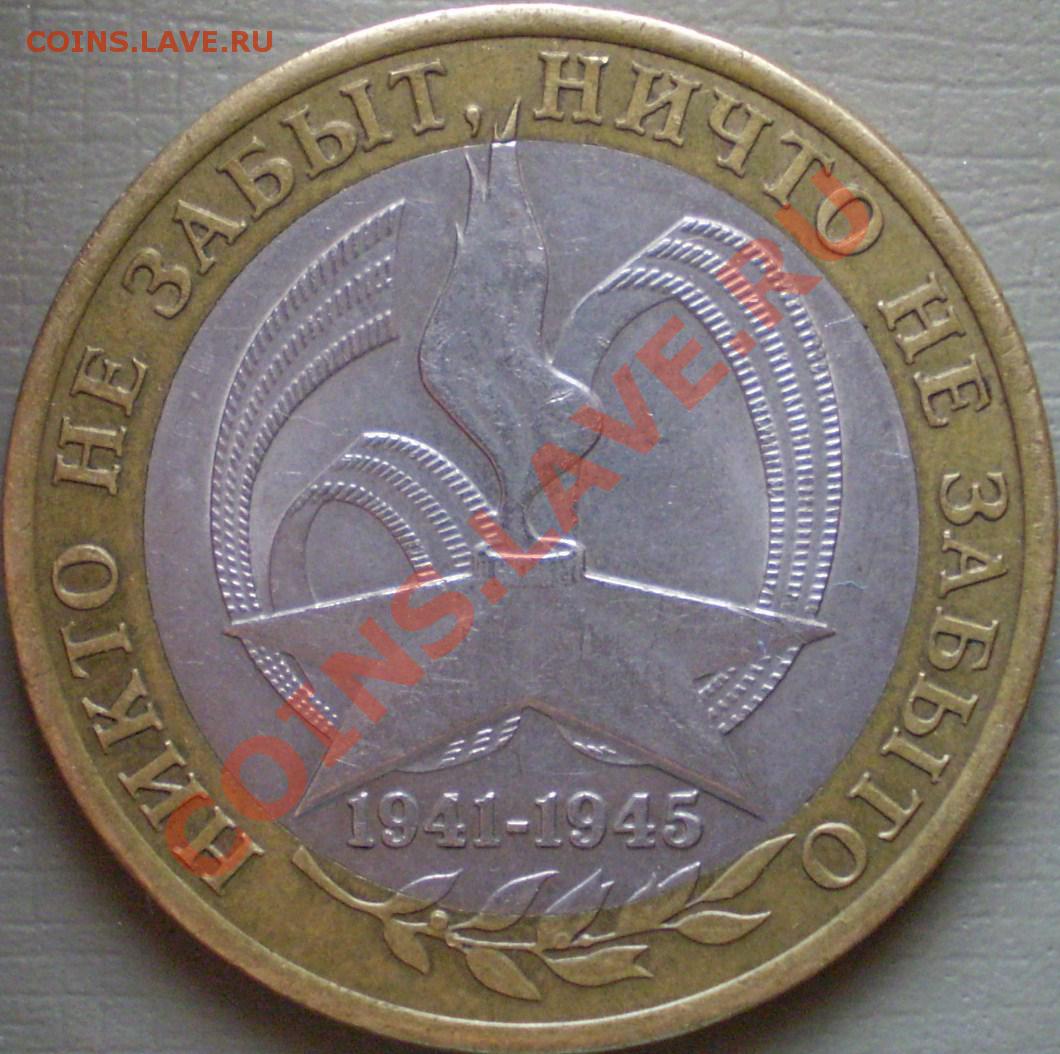 COINS.LAVE.RU
НИКТО НЕ ЗАБЫТ, НИЧТО НЕ ЗАБЫТО
COINS.LAVE.RU
1941-1945